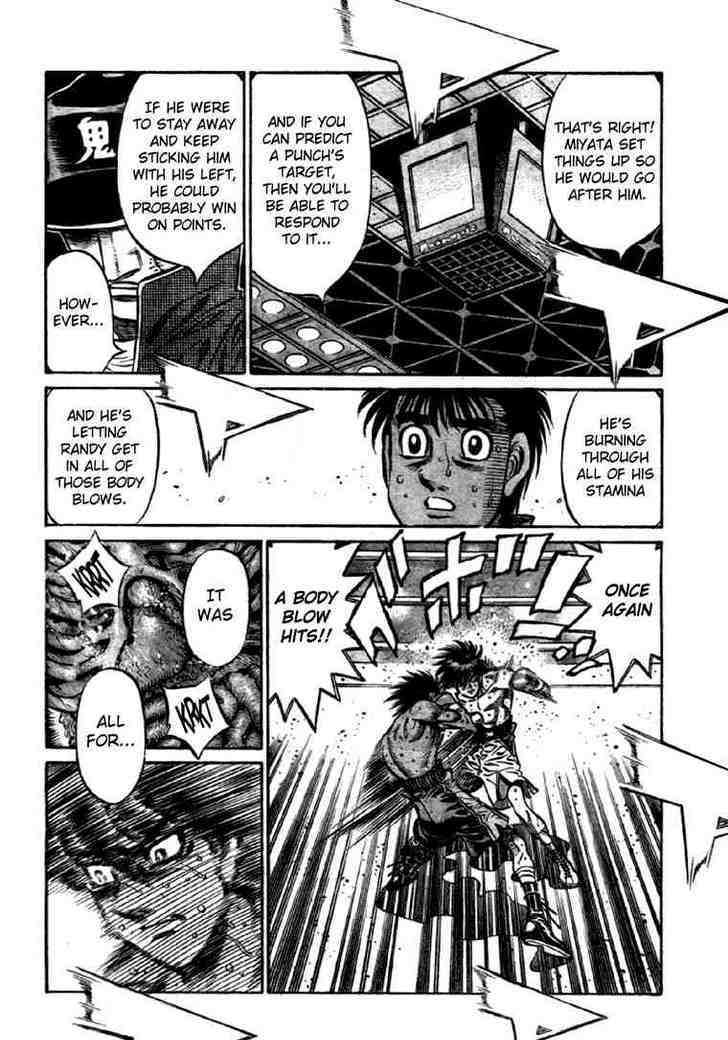 THAT'S RIGHT!
MIYATA SET
THINGS UP SO
HE WOULD GO
AFTER HIM.
AND IF YOU
CAN PREDICT
A PUNCH'S
TARGET,
THEN YOU'LL
BE ABLE TO
RESPOND
TO IT...
IF HE WERE
TO STAY AWAY
AND KEEP
STICKING HIM
WITH HIS LEFT,
HE COULD
PROBABLY WIN
ON POINTS.
鬼
HOW-
EVER...
HE'S
BURNING
THROUGH
ALL OF HIS
STAMINA
AND HE'S
LETTING
RANDY GET
IN ALL OF
THOSE BODY
BLOWS.
ONCE
AGAIN
A BODY
BLOW
HITS!!
KRKT
IT
WAS
KRKT
ALL
FOR...